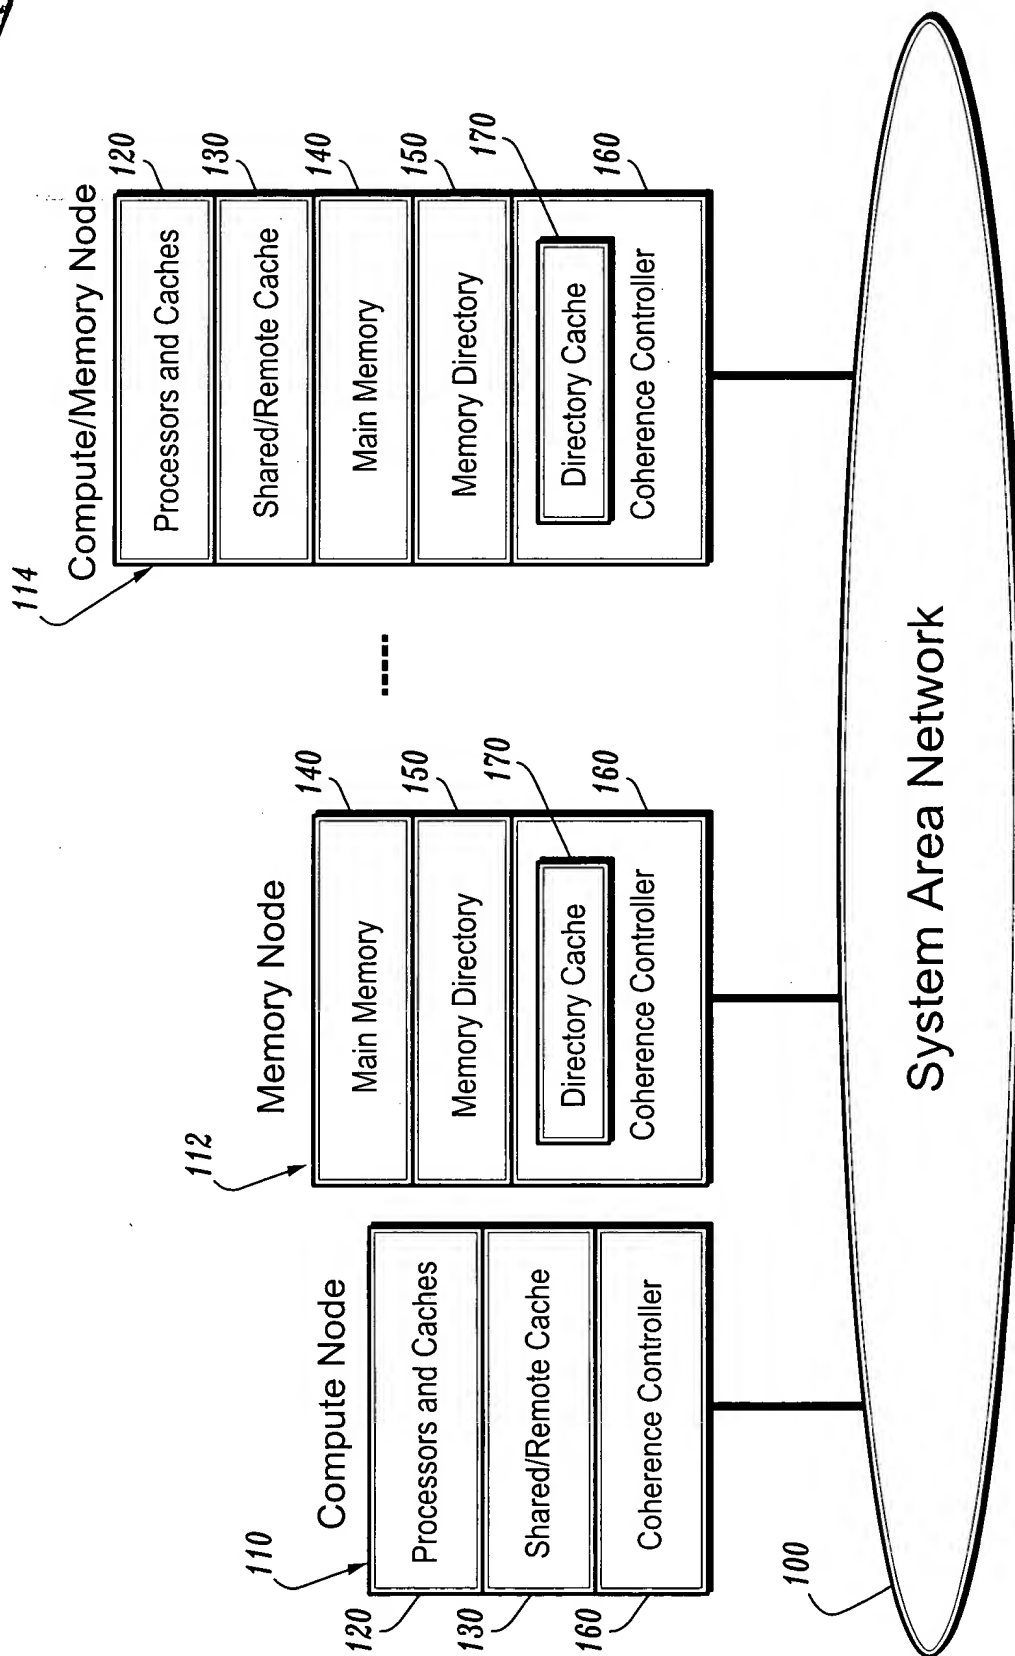 Compute Node
110
Processors and Caches
120
Shared/Remote Cache
130
Coherence Controller
160
Memory Node
112
Main Memory
140
Memory Directory
150
Directory Cache
170
Coherence Controller
160
Compute/Memory Node
114
Processors and Caches
120
Shared/Remote Cache
130
Main Memory
140
Memory Directory
150
Directory Cache
170
Coherence Controller
160
System Area Network
100